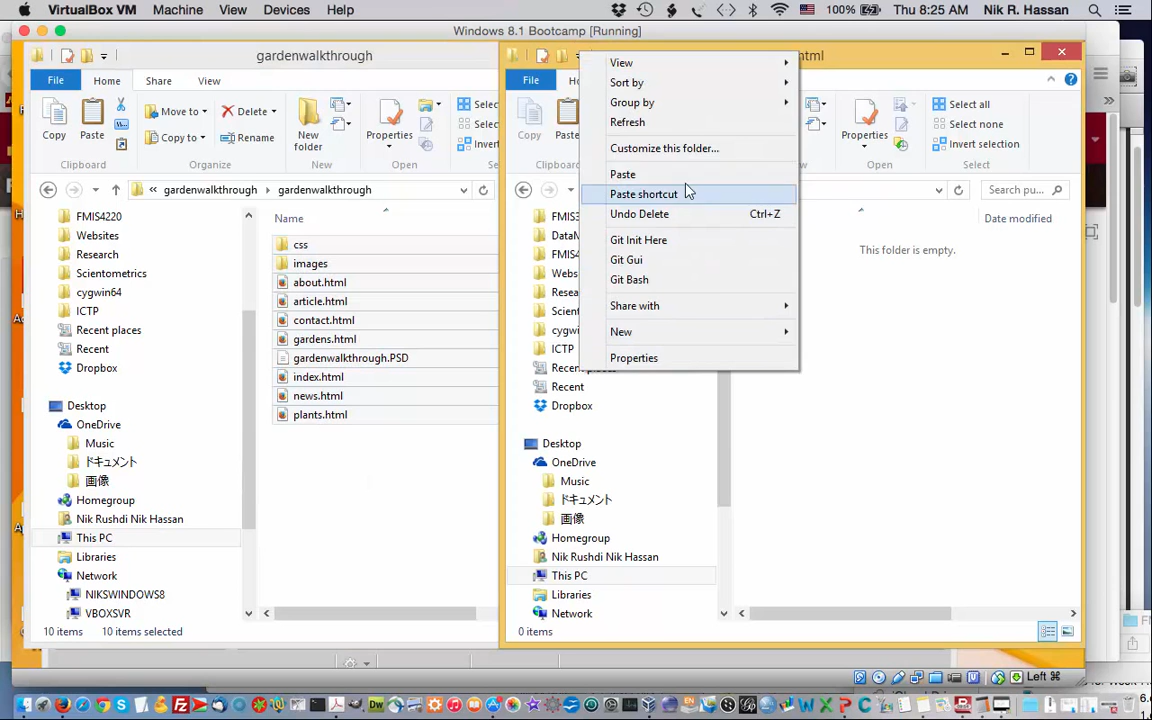 VirtualBox VM Machine View Devices Help 100% Thu 8:25 AM Nik R. Hassan
Windows 8.1 Bootcamp [Running]
gardenwalkthrough
html
File Home Share View
File
Copy
Paste
Move to
Copy to
Delete
Rename
New folder
Properties
Clipboard Organize New Open
Copy
Paste
Properties
Select all
Select none
Invert
Clipboard
Open
Select
gardenwalkthrough gardenwalkthrough
Search pu...
FMIS4220
Websites
Research
Scientometrics
cygwin64
ICTP
Recent places
Recent
Dropbox
Desktop
OneDrive
Music
ドキュメント
画像
Homegroup
Nik Rushdi Nik Hassan
This PC
Libraries
Network
NIKSWINDOWS8
VBOXSVR
10 items 10 items selected
Name
css
images
about.html
article.html
contact.html
gardens.html
gardenwalkthrough.PSD
index.html
news.html
plants.html
View
Sort by
Group by
Refresh
Customize this folder...
Paste
Paste shortcut
Undo Delete Ctrl+Z
Git Init Here
Git Gui
Git Bash
Share with
New
Properties
Date modified
This folder is empty.
Dropbox
Desktop
OneDrive
Music
ドキュメント
画像
Homegroup
Nik Rushdi Nik Hassan
This PC
Libraries
Network
0 items
Left ⌘